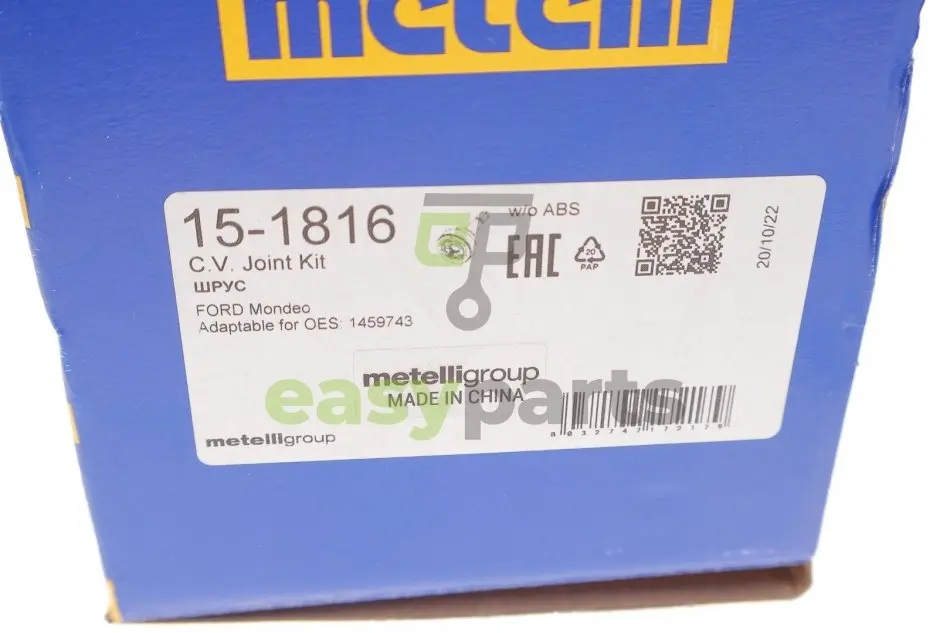 metelli
15-1816
w/o ABS
C.V. Joint Kit
ШРУС
EAC
20
PAP
20/10/22
FORD Mondeo
Adaptable for OES: 1459743
metelligroup
MADE IN CHINA
easyparts
metelligroup
8032747172178